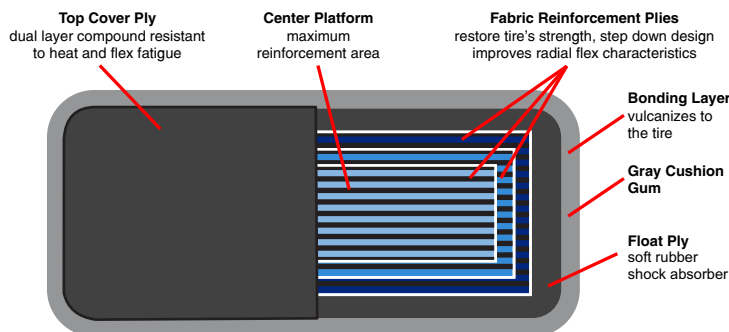 Top Cover Ply
dual layer compound resistant
to heat and flex fatigue
Center Platform
maximum
reinforcement area
Fabric Reinforcement Plies
restore tire's strength, step down design
improves radial flex characteristics
Bonding Layer
vulcanizes to
the tire
Gray Cushion
Gum
Float Ply
soft rubber
shock absorber